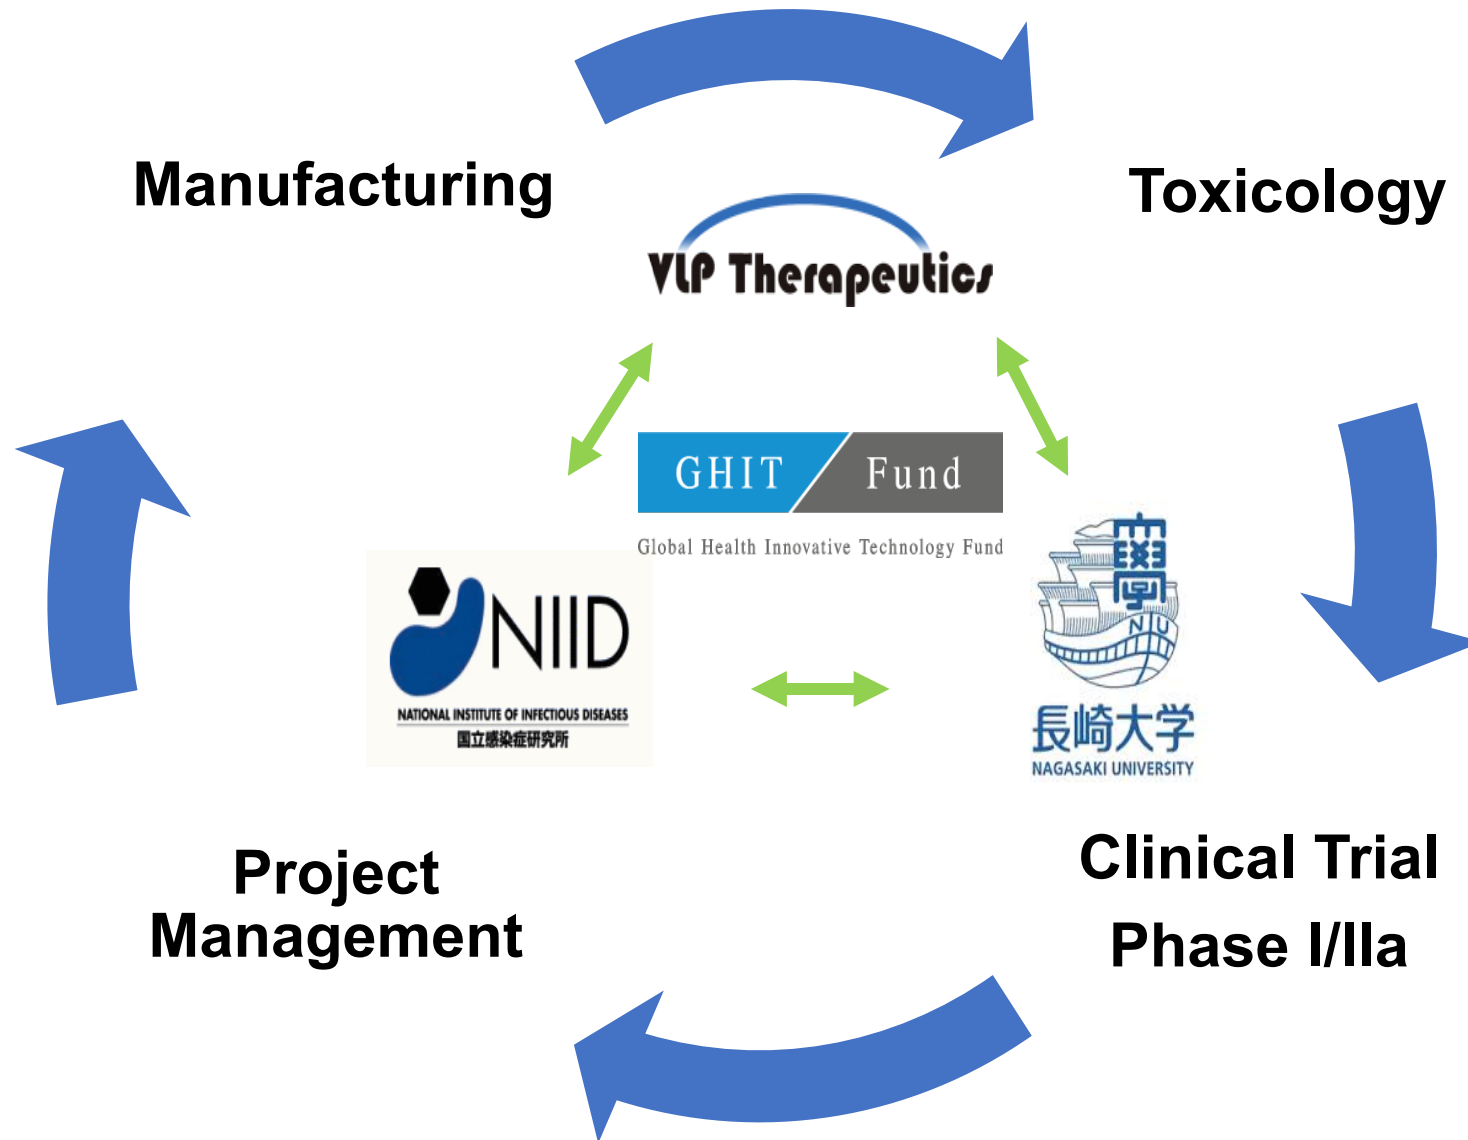 Manufacturing
Toxicology
VLP Therapeutics
GHIT Fund
Global Health Innovative Technology Fund
NIID
NATIONAL INSTITUTE OF INFECTIOUS DISEASES
国立感染症研究所
學
N U
長崎大学
NAGASAKI UNIVERSITY
Project
Management
Clinical Trial
Phase I/IIa